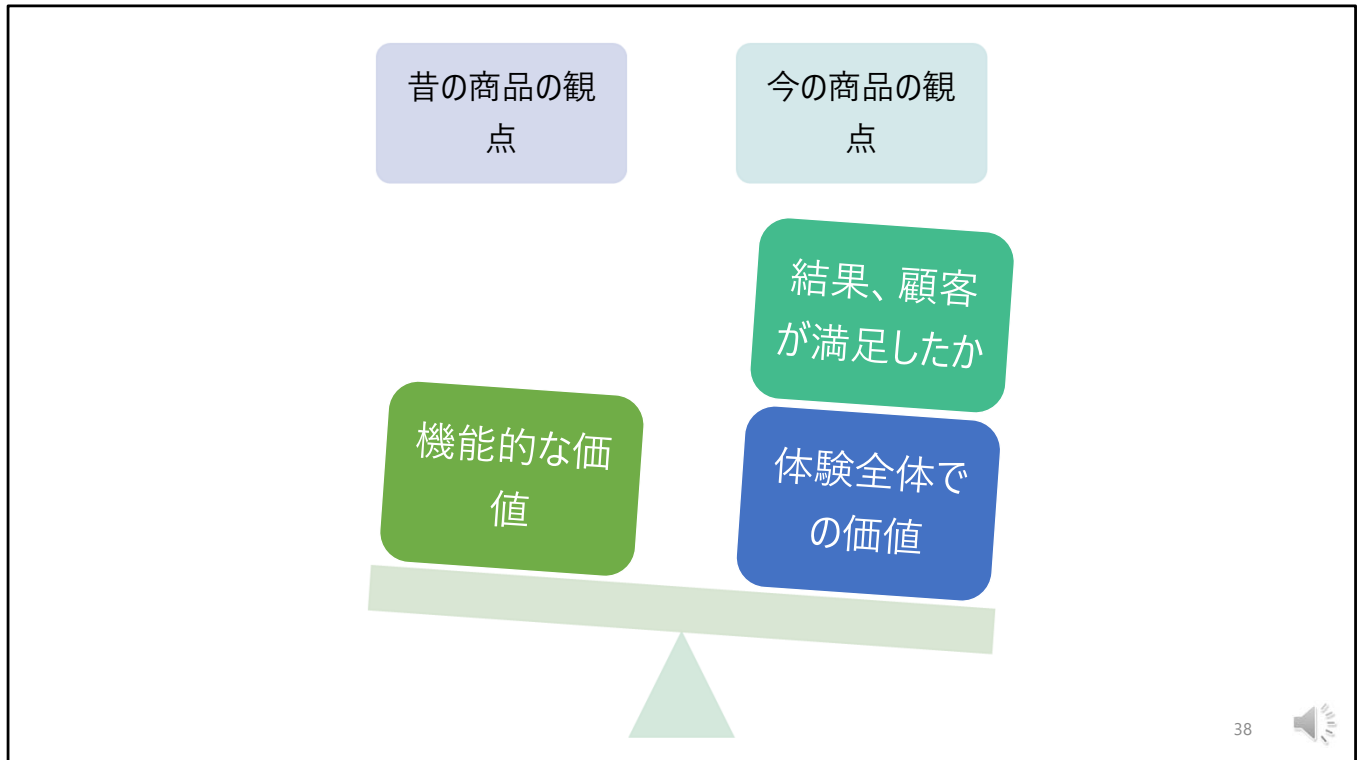 昔の商品の観
点
今の商品の観
点
結果、顧客
が満足したか
機能的な価
値
体験全体で
の価値
38